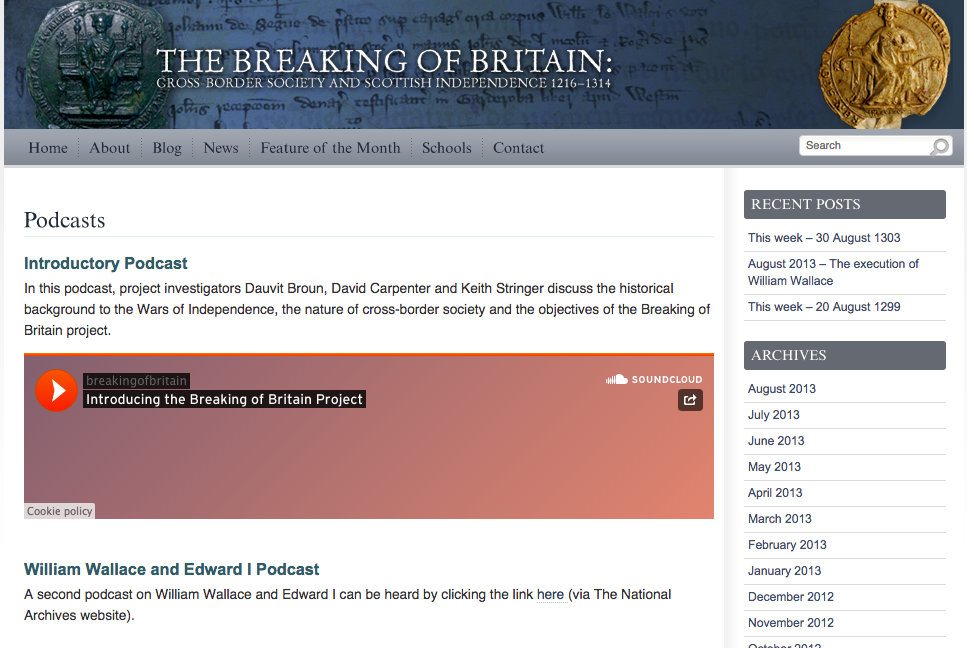 THE BREAKING OF BRITAIN:
CROSS-BORDER SOCIETY AND SCOTTISH INDEPENDENCE 1216–1314
Home
About
Blog
News
Feature of the Month
Schools
Contact
Search
Podcasts
Introductory Podcast
In this podcast, project investigators Dauvit Broun, David Carpenter and Keith Stringer discuss the historical
background to the Wars of Independence, the nature of cross-border society and the objectives of the Breaking of
Britain project.
breakingofbritain
Introducing the Breaking of Britain Project
SOUNDCLOUD
Cookie policy
William Wallace and Edward I Podcast
A second podcast on William Wallace and Edward I can be heard by clicking the link here (via The National
Archives website).
RECENT POSTS
This week – 30 August 1303
August 2013 – The execution of
William Wallace
This week – 20 August 1299
ARCHIVES
August 2013
July 2013
June 2013
May 2013
April 2013
March 2013
February 2013
January 2013
December 2012
November 2012
October 2012